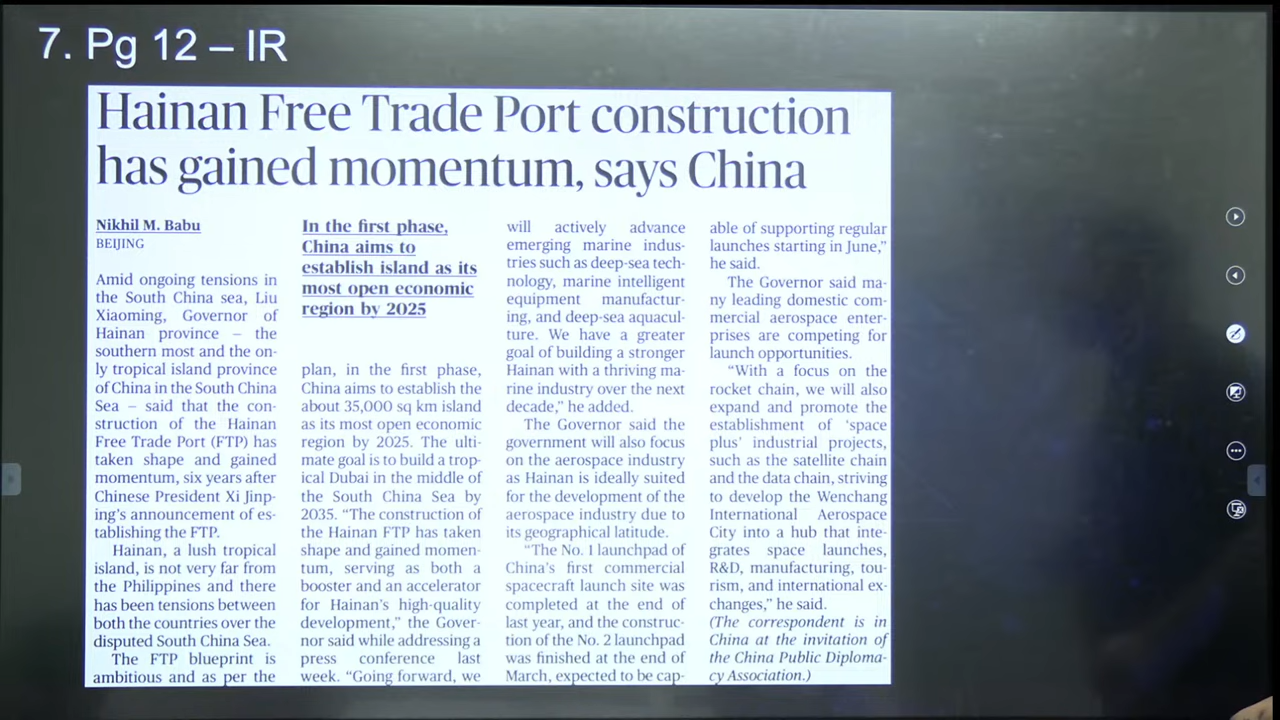 7. Pg 12 – IR
Hainan Free Trade Port construction
has gained momentum, says China
Nikhil M. Babu
BEIJING
Amid ongoing tensions in
the South China sea, Liu
Xiaoming, Governor of
Hainan province – the
southern most and the on-
ly tropical island province
of China in the South China
Sea – said that the con-
struction of the Hainan
Free Trade Port (FTP) has
taken shape and gained
momentum, six years after
Chinese President Xi Jinp-
ing's announcement of es-
tablishing the FTP.
Hainan, a lush tropical
island, is not very far from
the Philippines and there
has been tensions between
both the countries over the
disputed South China Sea.
The FTP blueprint is
ambitious and as per the
In the first phase,
China aims to
establish island as its
most open economic
region by 2025
plan, in the first phase,
China aims to establish the
about 35,000 sq km island
as its most open economic
region by 2025. The ulti-
mate goal is to build a trop-
ical Dubai in the middle of
the South China Sea by
2035. “The construction of
the Hainan FTP has taken
shape and gained momen-
tum, serving as both a
booster and an accelerator
for Hainan's high-quality
development,” the Gover-
nor said while addressing a
press conference last
week. “Going forward, we
will actively advance
emerging marine indus-
tries such as deep-sea tech-
nology, marine intelligent
equipment manufactur-
ing, and deep-sea aquacul-
ture. We have a greater
goal of building a stronger
Hainan with a thriving ma-
rine industry over the next
decade,” he added.
The Governor said the
government will also focus
on the aerospace industry
as Hainan is ideally suited
for the development of the
aerospace industry due to
its geographical latitude.
“The No. 1 launchpad of
China's first commercial
spacecraft launch site was
completed at the end of
last year, and the construc-
tion of the No. 2 launchpad
was finished at the end of
March, expected to be cap-
able of supporting regular
launches starting in June,”
he said.
The Governor said ma-
ny leading domestic com-
mercial aerospace enter-
prises are competing for
launch opportunities.
“With a focus on the
rocket chain, we will also
expand and promote the
establishment of ‘space
plus’ industrial projects,
such as the satellite chain
and the data chain, striving
to develop the Wenchang
International Aerospace
City into a hub that inte-
grates space launches,
R&D, manufacturing, tou-
rism, and international ex-
changes,” he said.
(The correspondent is in
China at the invitation of
the China Public Diploma-
cy Association.)